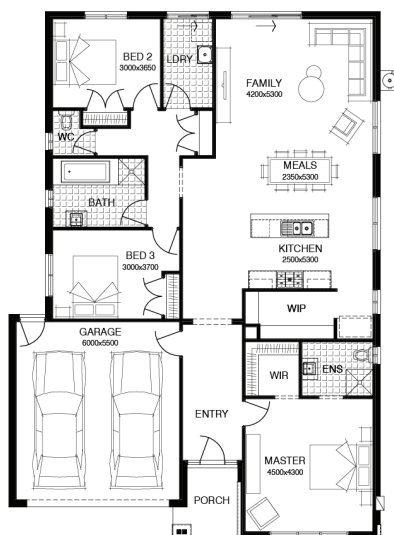 BED 2
3000x3650
LDRY
FAMILY
4200x5300
WC
MEALS
2350x5300
BATH
KITCHEN
2500x5300
BED 3
3000x3700
WIP
GARAGE
6000x5500
WIR
ENS
ENTRY
MASTER
4500x4300
PORCH